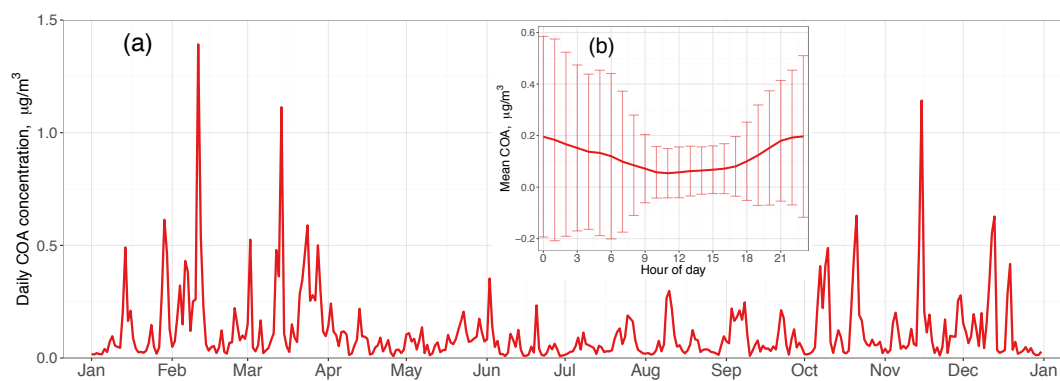 (a)
Daily COA concentration, μg/m³
1.5
1.0
0.5
0.0
Jan Feb Mar Apr May Jun Jul Aug Sep Oct Nov Dec Jan
(b)
Mean COA, μg/m³
0.6
0.4
0.2
0.0
−0.2
0 3 6 9 12 15 18 21
Hour of day